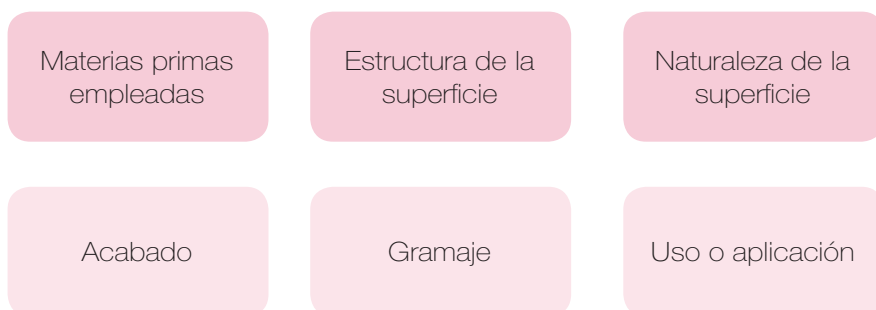 Materias primas
empleadas
Estructura de la
superficie
Naturaleza de la
superficie
Acabado
Gramaje
Uso o aplicación